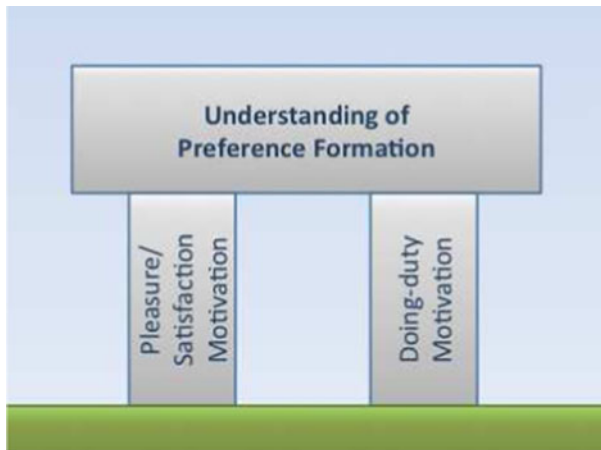 Understanding of
Preference Formation
Pleasure/
Satisfaction
Motivation
Doing-duty
Motivation